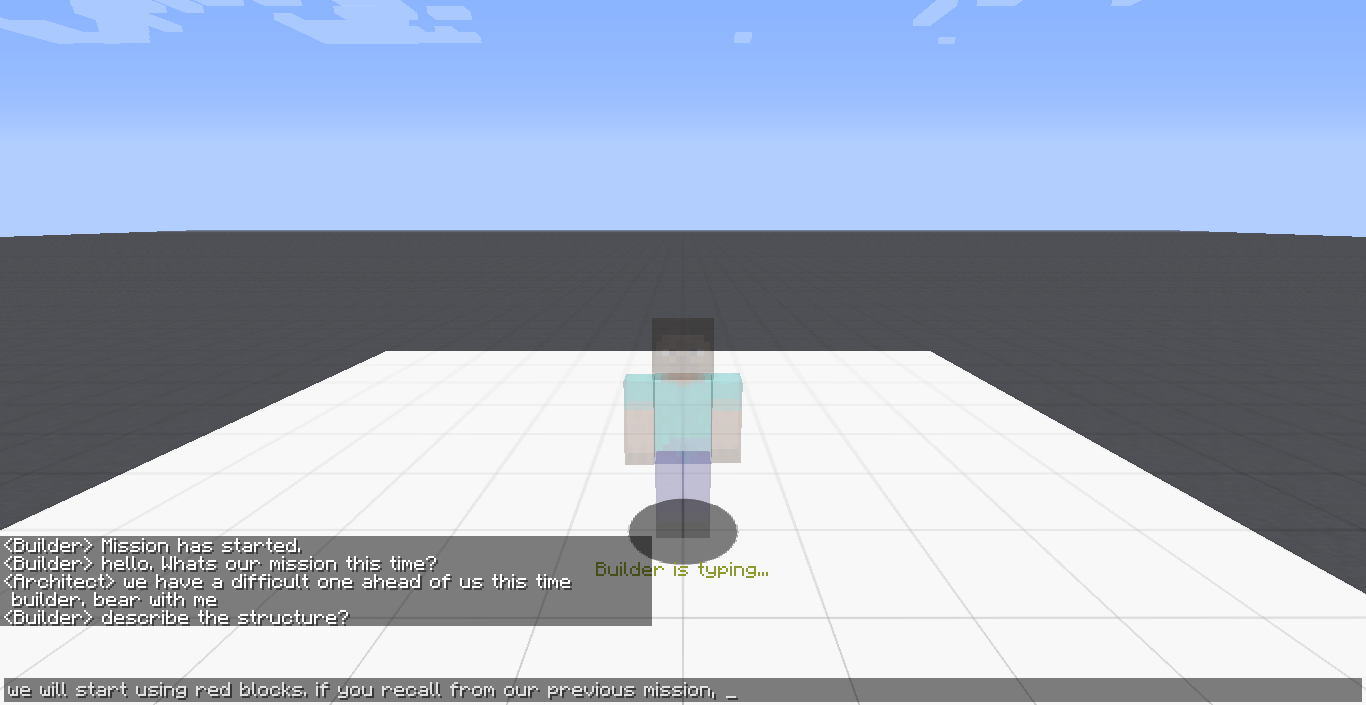 <Builder> Mission has started.
<Builder> hello. Whats our mission this time?
<Architect> we have a difficult one ahead of us this time
builder. bear with me
<Builder> describe the structure?
Builder is typing...
we will start using red blocks. if you recall from our previous mission, _